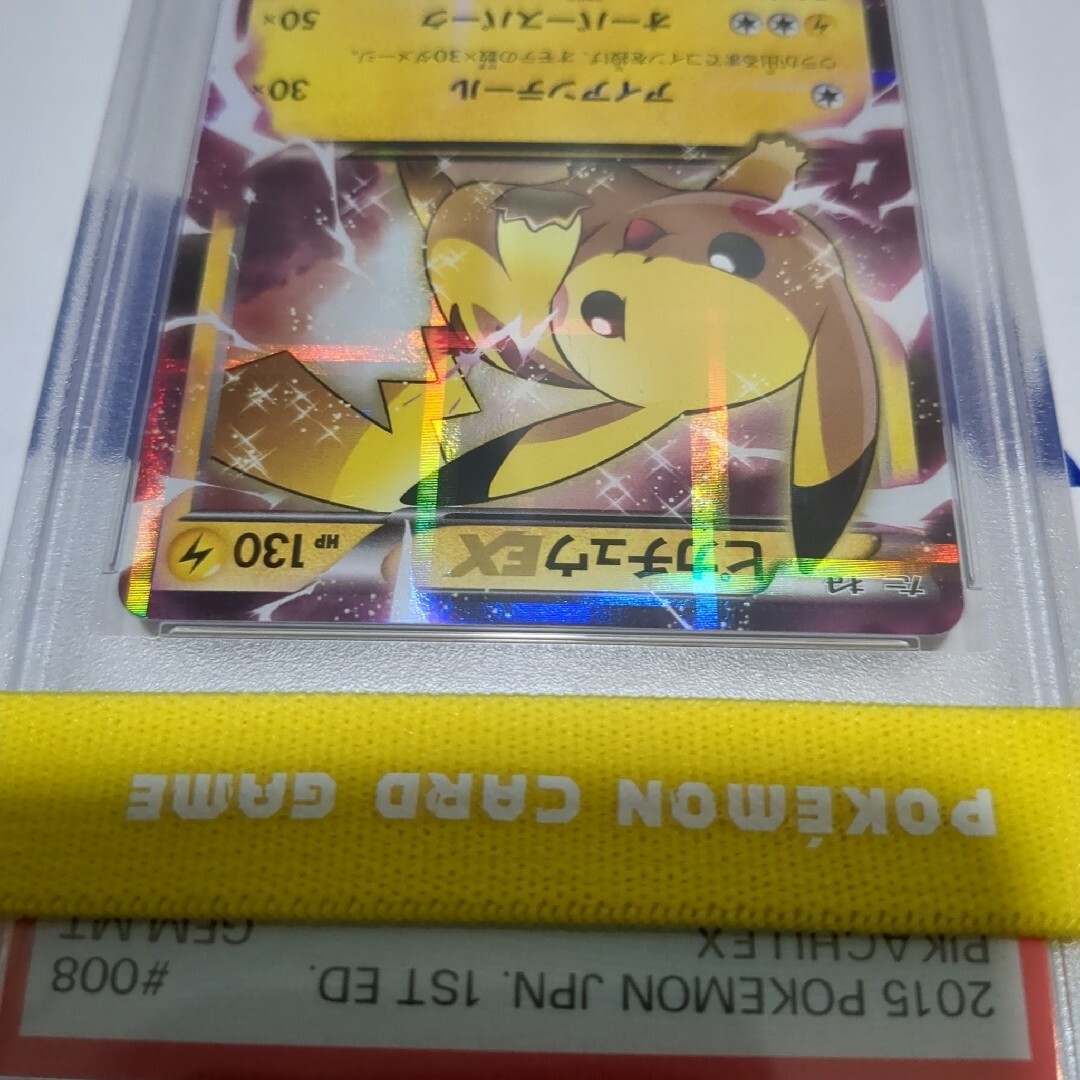 2015 POKEMON JPN. 1ST ED. #008
PIKACHU EX GEM MT
POKÉMON CARD GAME
たね ピカチュウEX HP 130
アイアンテール 30×
ウラが出るまでコインを投げ、オモテの数×30ダメージ。
オーバースパーク 50×